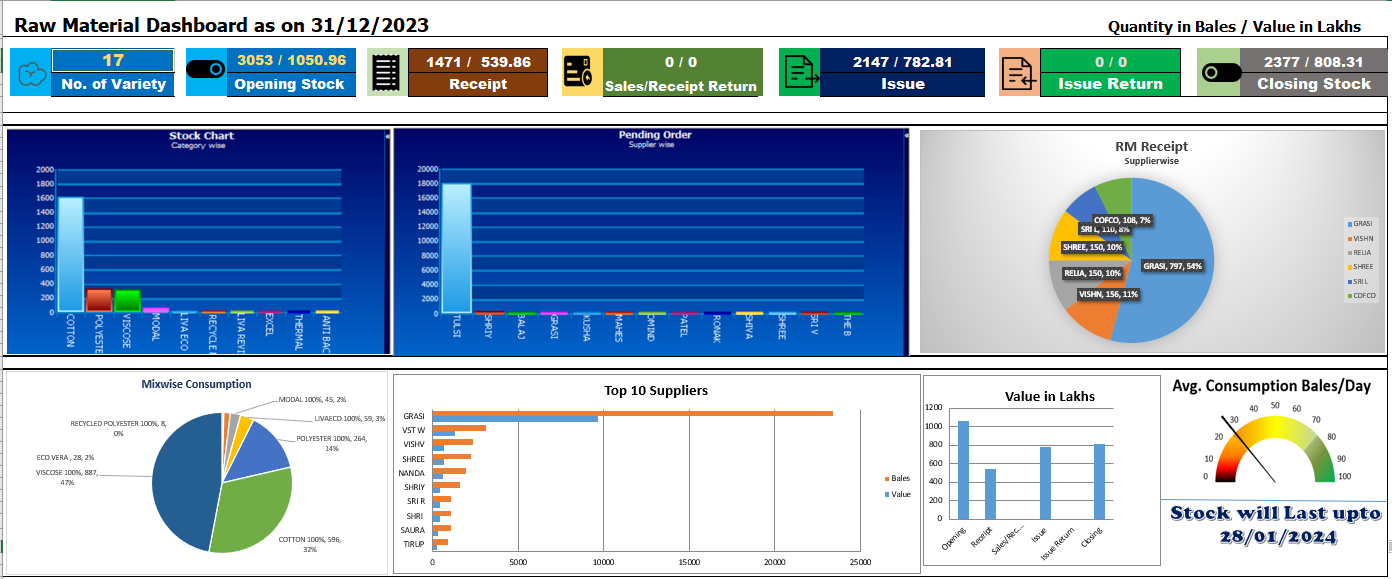 Raw Material Dashboard as on 31/12/2023
Quantity in Bales / Value in Lakhs
17
No. of Variety
3053 / 1050.96
Opening Stock
1471 / 539.86
Receipt
0 / 0
Sales/Receipt Return
2147 / 782.81
Issue
0 / 0
Issue Return
2377 / 808.31
Closing Stock
Stock Chart
Category wise
2000
1800
1600
1400
1200
1000
800
600
400
200
0
COTTON
POLYESTE
VISCOSE
MODAL
LIVA ECO
RECYCLE
LIVA REVI
EXCEL
THERMAL
ANTI BAC
Pending Order
Supplier wise
20000
18000
16000
14000
12000
10000
8000
6000
4000
2000
0
TULSI
SHRIY
BALAJ
GRASI
KUSHA
MAHES
OMIND
PATEL
RONAK
SHIVA
SHREE
SRI V
THE B
RM Receipt
Supplierwise
COFCO, 108, 7%
SRI L, 110, 8%
SHREE, 150, 10%
RELIA, 150, 10%
VISHN, 156, 11%
GRASI, 797, 54%
GRASI
VISHN
RELIA
SHREE
SRI L
COFCO
Mixwise Consumption
MODAL 100%, 45, 2%
LIVAECO 100%, 59, 3%
RECYCLED POLYESTER 100%, 8,
0%
POLYESTER 100%, 264,
14%
ECO VERA , 28, 2%
VISCOSE 100%, 887,
47%
COTTON 100%, 596,
32%
Top 10 Suppliers
GRASI
VST W
VISHV
SHREE
NANDA
SHRIY
SRI R
SHRI
SAURA
TIRUP
0
5000
10000
15000
20000
25000
Bales
Value
Value in Lakhs
1200
1000
800
600
400
200
0
Opening
Receipt
Sales/Rec...
Issue
Issue Return
Closing
Avg. Consumption Bales/Day
0
10
20
30
40
50
60
70
80
90
100
Stock will Last upto
28/01/2024